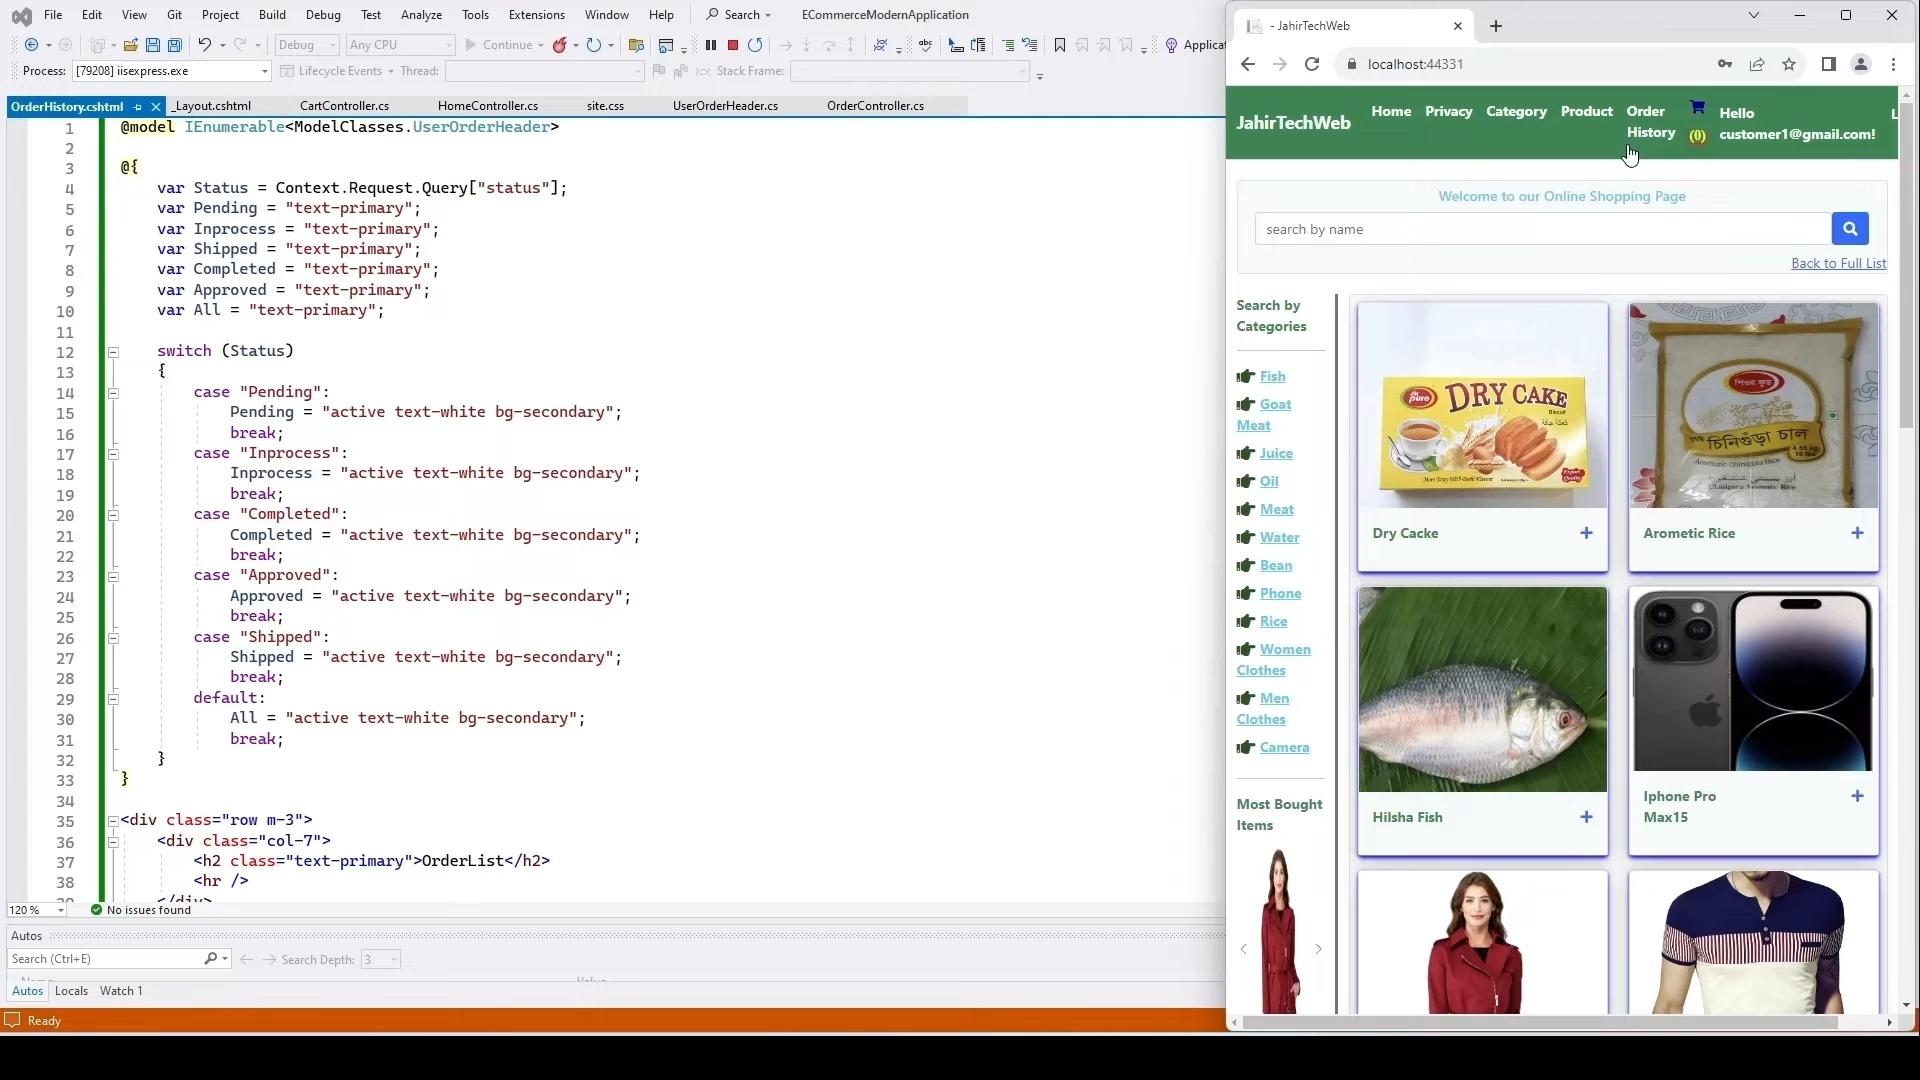 File Edit View Git Project Build Debug Test Analyze Tools Extensions Window Help Search ECommerceModernApplication
Debug Any CPU Continue Applicat
Process: [79208] iisexpress.exe Lifecycle Events Thread: Stack Frame:
OrderHistory.cshtml _Layout.cshtml CartController.cs HomeController.cs site.css UserOrderHeader.cs OrderController.cs
1 @model IEnumerable<ModelClasses.UserOrderHeader>
2
3 @{
4 var Status = Context.Request.Query["status"];
5 var Pending = "text-primary";
6 var Inprocess = "text-primary";
7 var Shipped = "text-primary";
8 var Completed = "text-primary";
9 var Approved = "text-primary";
10 var All = "text-primary";
11
12 switch (Status)
13 {
14 case "Pending":
15 Pending = "active text-white bg-secondary";
16 break;
17 case "Inprocess":
18 Inprocess = "active text-white bg-secondary";
19 break;
20 case "Completed":
21 Completed = "active text-white bg-secondary";
22 break;
23 case "Approved":
24 Approved = "active text-white bg-secondary";
25 break;
26 case "Shipped":
27 Shipped = "active text-white bg-secondary";
28 break;
29 default:
30 All = "active text-white bg-secondary";
31 break;
32 }
33 }
34
35 <div class="row m-3">
36 <div class="col-7">
37 <h2 class="text-primary">OrderList</h2>
38 <hr />
</div>
120 % No issues found
Autos
Search (Ctrl+E) Search Depth: 3
Name Value
Autos Locals Watch 1
Ready
- JahirTechWeb
localhost:44331
JahirTechWeb Home Privacy Category Product Order History (0) Hello customer1@gmail.com! L
Welcome to our Online Shopping Page
search by name
Back to Full List
Search by
Categories
Fish
Goat
Meat
Juice
Oil
Meat
Water
Bean
Phone
Rice
Women
Clothes
Men
Clothes
Camera
Most Bought
Items
pure
DRY CAKE
Biscuit
Dry Cacke
চিনিগুঁড়া চাল
Arometic Rice
Hilsha Fish
Iphone Pro
Max15